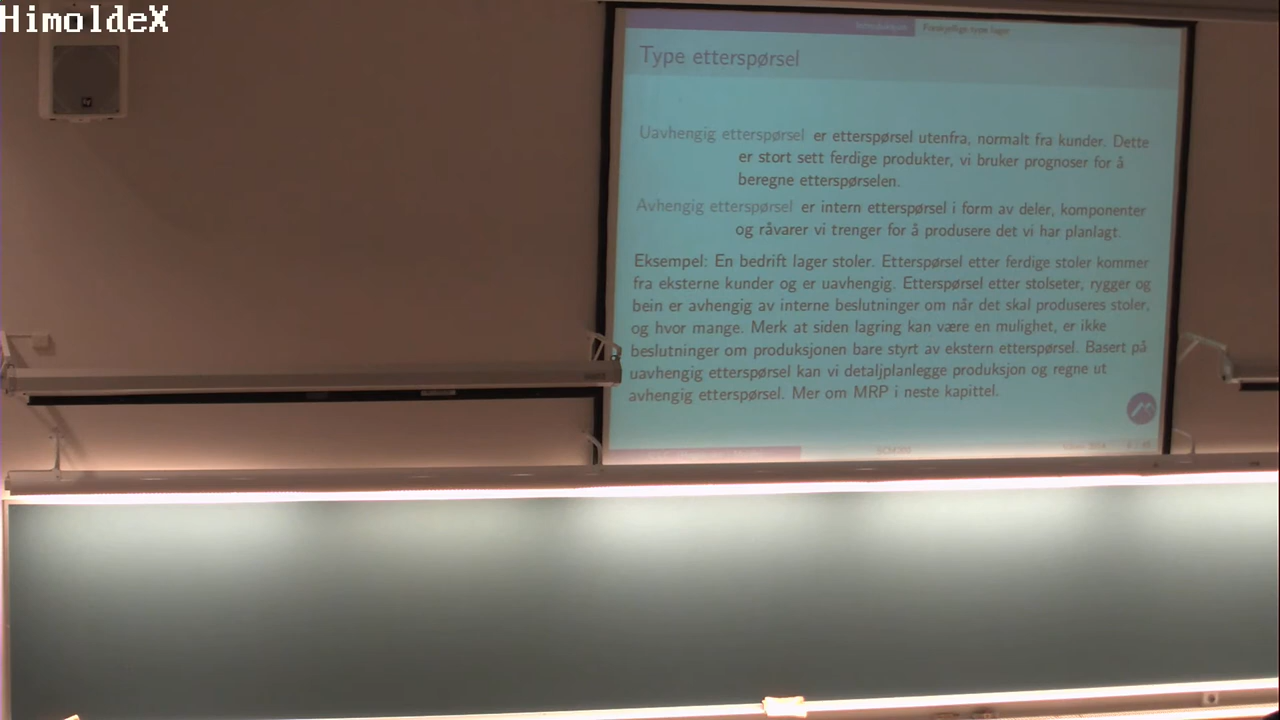 HimoldeX
Forskjellige type lager
Type etterspørsel
Uavhengig etterspørsel er etterspørsel utenfra, normalt fra kunder. Dette
er stort sett ferdige produkter, vi bruker prognoser for å
beregne etterspørselen.
Avhengig etterspørsel er intern etterspørsel i form av deler, komponenter
og råvarer vi trenger for å produsere det vi har planlagt.
Eksempel: En bedrift lager stoler. Etterspørsel etter ferdige stoler kommer
fra eksterne kunder og er uavhengig. Etterspørsel etter stolseter, rygger og
bein er avhengig av interne beslutninger om når det skal produseres stoler,
og hvor mange. Merk at siden lagring kan være en mulighet, er ikke
beslutninger om produksjonen bare styrt av ekstern etterspørsel. Basert på
uavhengig etterspørsel kan vi detaljplanlegge produksjon og regne ut
avhengig etterspørsel. Mer om MRP i neste kapittel.